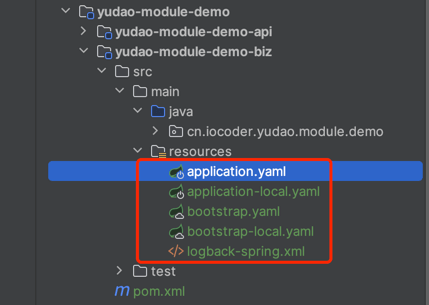 yudao-module-demo
yudao-module-demo-api
yudao-module-demo-biz
src
main
java
cn.iocoder.yudao.module.demo
resources
application.yaml
application-local.yaml
bootstrap.yaml
bootstrap-local.yaml
</> logback-spring.xml
test
m pom.xml